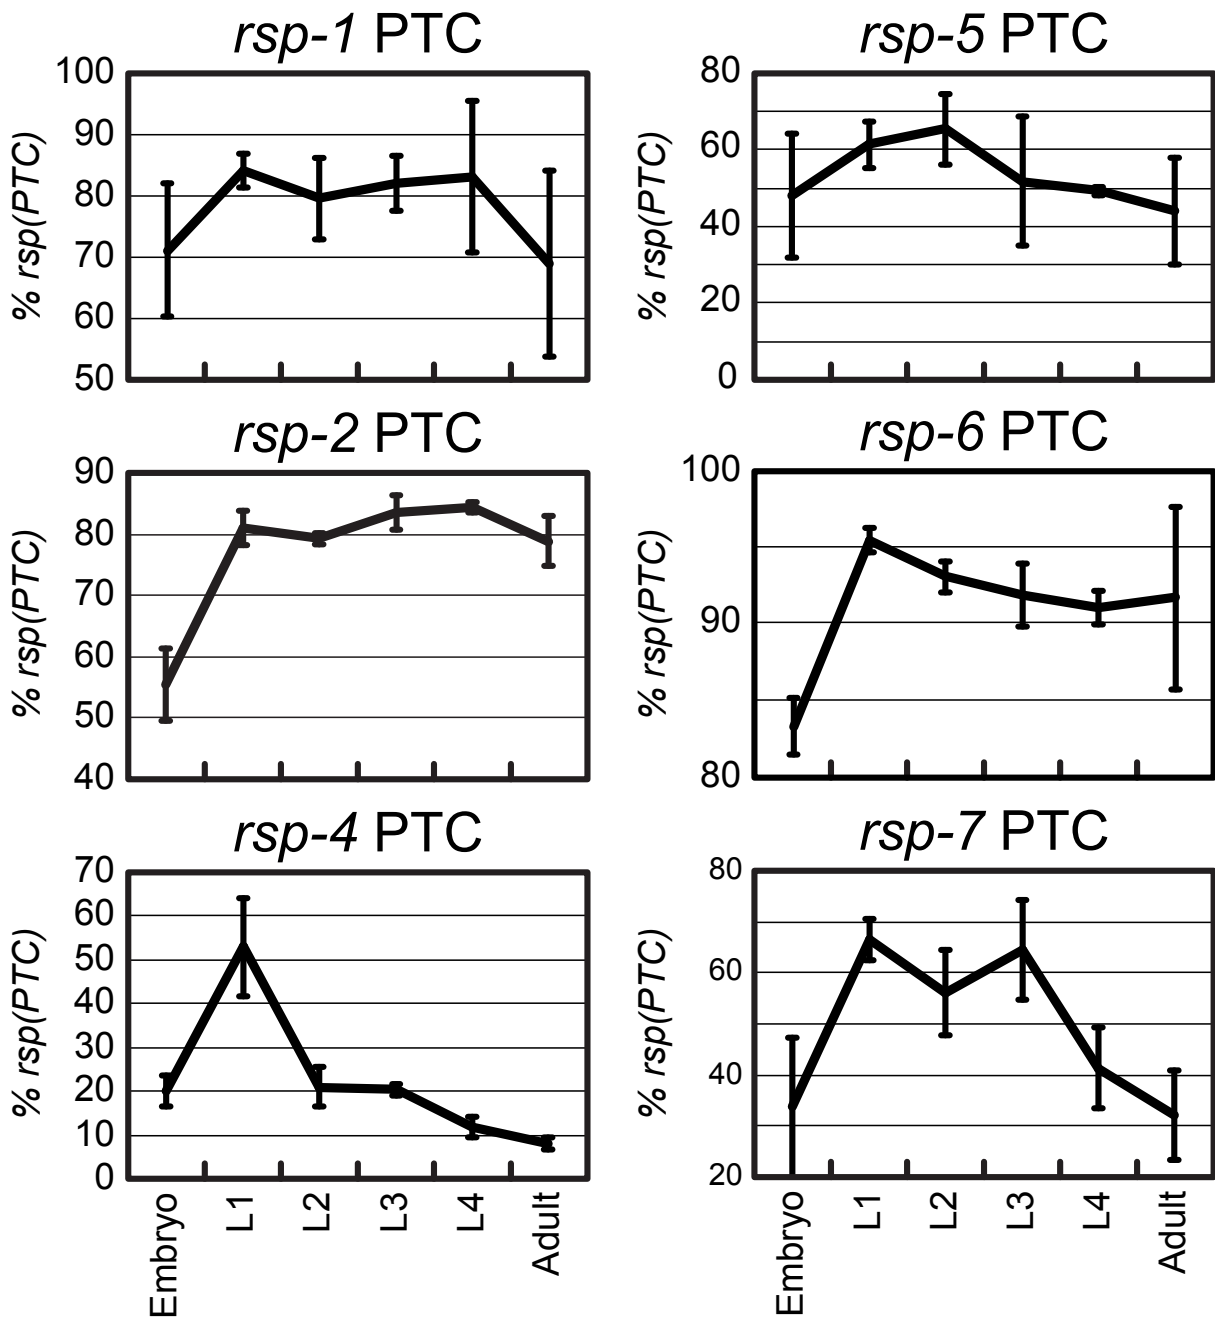 rsp-1 PTC
% rsp(PTC)
100
90
80
70
60
50
rsp-5 PTC
% rsp(PTC)
80
60
40
20
0
rsp-2 PTC
% rsp(PTC)
90
80
70
60
50
40
rsp-6 PTC
% rsp(PTC)
100
90
80
rsp-4 PTC
% rsp(PTC)
70
60
50
40
30
20
10
0
Embryo
L1
L2
L3
L4
Adult
rsp-7 PTC
% rsp(PTC)
80
60
40
20
Embryo
L1
L2
L3
L4
Adult